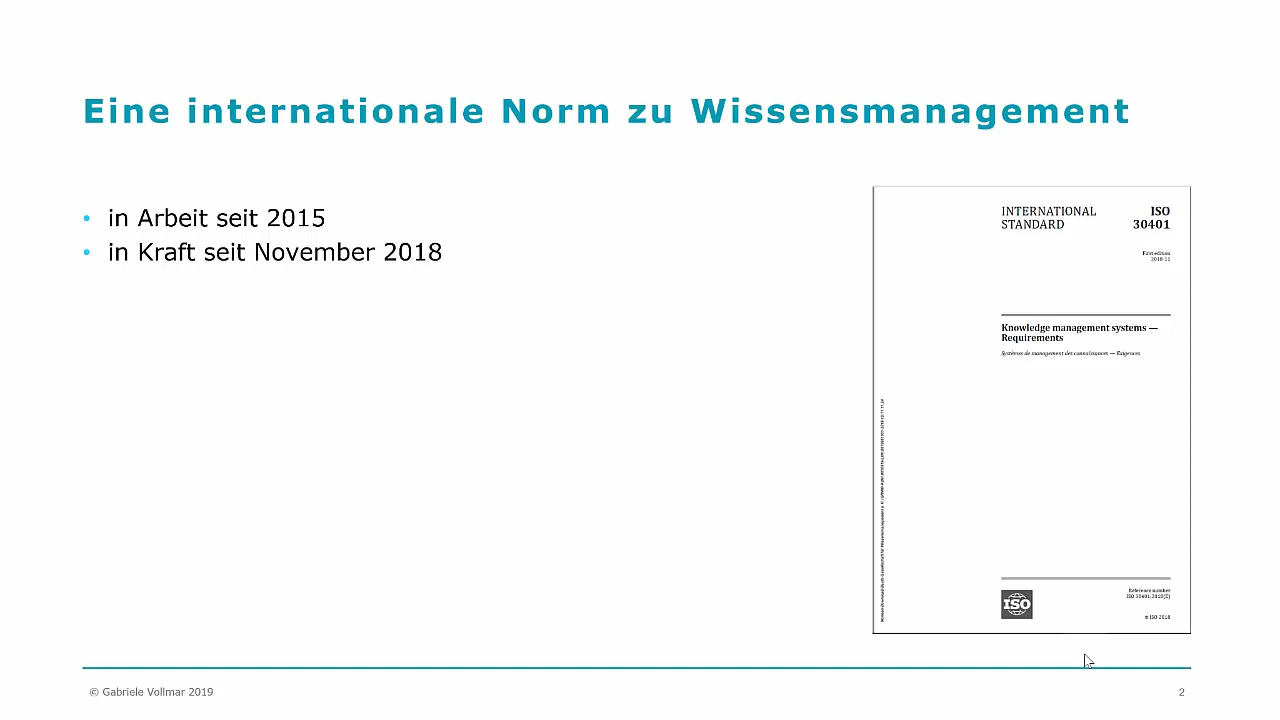 Eine internationale Norm zu Wissensmanagement
• in Arbeit seit 2015
• in Kraft seit November 2018
INTERNATIONAL STANDARD
ISO 30401
First edition
2018-11
Knowledge management systems —
Requirements
Systèmes de management des connaissances — Exigences
ISO
Reference number
ISO 30401:2018(E)
© ISO 2018
© Gabriele Vollmar 2019
2